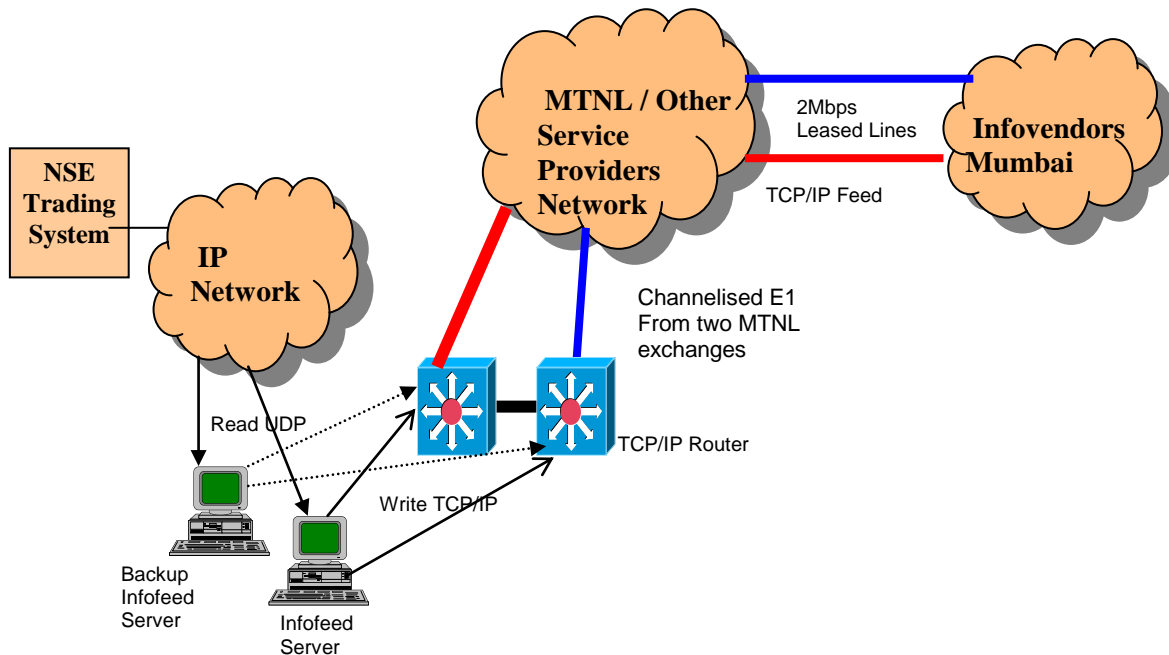 NSE
Trading
System
IP
Network
MTNL / Other
Service
Providers
Network
2Mbps
Leased Lines
TCP/IP Feed
Infovendors
Mumbai
Channelised E1
From two MTNL
exchanges
Read UDP
TCP/IP Router
Write TCP/IP
Backup
Infofeed
Server
Infofeed
Server